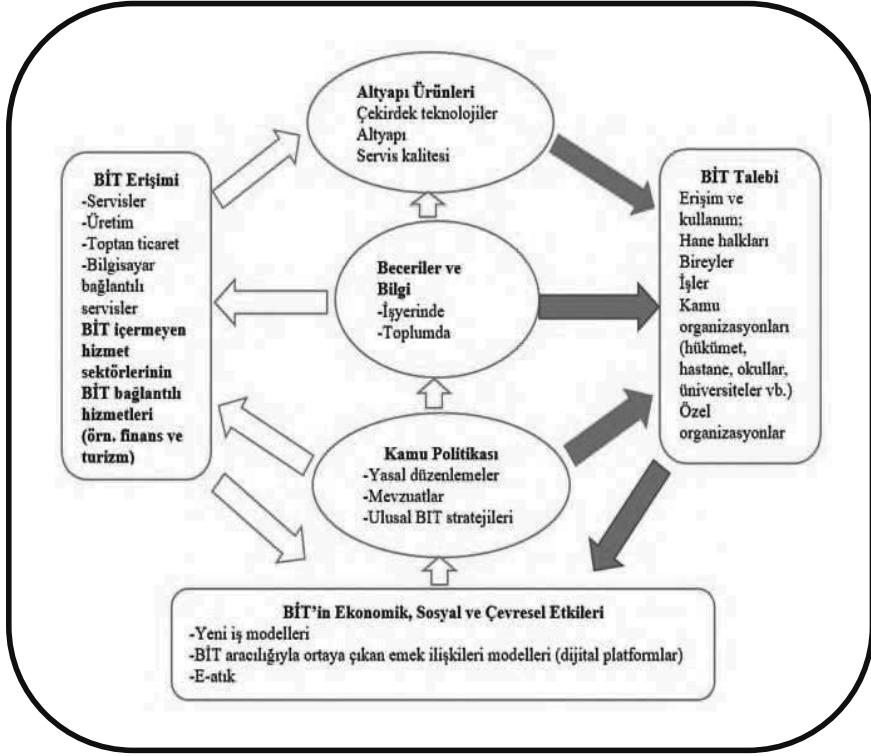 Altyapı Ürünleri
Çekirdek teknolojiler
Altyapı
Servis kalitesi
BİT Erişimi
-Servisler
-Üretim
-Toptan ticaret
-Bilgisayar
bağlantılı
servisler
BİT içermeyen
hizmet
sektörlerinin
BİT bağlantılı
hizmetleri
(örn. finans ve
turizm)
Beceriler ve
Bilgi
-İşyerinde
-Toplumda
BİT Talebi
Erişim ve
kullanım;
Hane halkları
Bireyler
İşler
Kamu
organizasyonları
(hükümet,
hastane, okullar,
üniversiteler vb.)
Özel
organizasyonlar
Kamu Politikası
-Yasal düzenlemeler
-Mevzuatlar
-Ulusal BIT stratejileri
BİT'in Ekonomik, Sosyal ve Çevresel Etkileri
-Yeni iş modelleri
-BİT aracılığıyla ortaya çıkan emek ilişkileri modelleri (dijital platformlar)
-E-atık